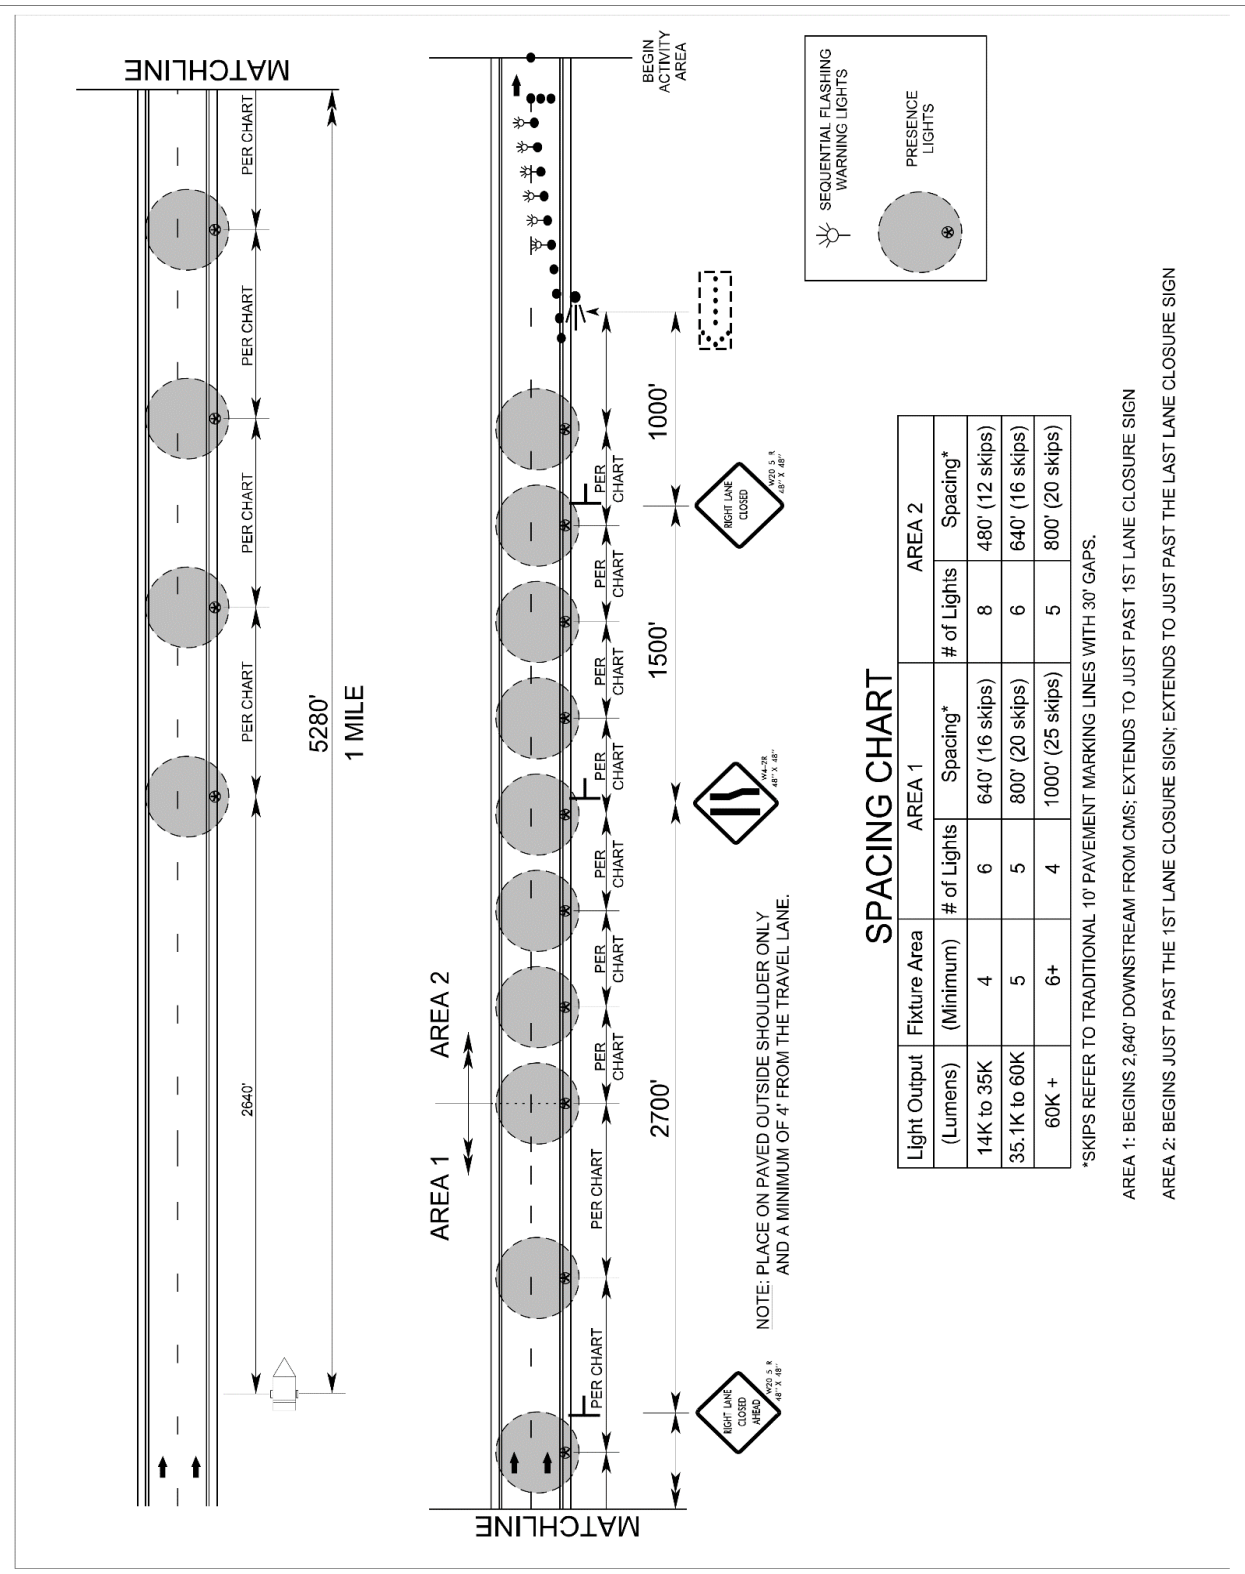 MATCHLINE
PER CHART
PER CHART
PER CHART
PER CHART
2640'
5280'
1 MILE
MATCHLINE
AREA 1
AREA 2
PER CHART
PER CHART
PER
CHART
PER
CHART
PER
CHART
PER
CHART
PER
CHART
PER
CHART
PER
CHART
2700'
1500'
1000'
BEGIN
ACTIVITY
AREA
RIGHT LANE
CLOSED
AHEAD
W20 5 R
48" X 48"
W4-2R
48" X 48"
RIGHT LANE
CLOSED
W20 5 R
48" X 48"
NOTE: PLACE ON PAVED OUTSIDE SHOULDER ONLY
AND A MINIMUM OF 4' FROM THE TRAVEL LANE.
SEQUENTIAL FLASHING
WARNING LIGHTS
PRESENCE
LIGHTS
SPACING CHART
Light Output Fixture Area AREA 1 AREA 2
(Lumens) (Minimum) # of Lights Spacing* # of Lights Spacing*
14K to 35K 4 6 640' (16 skips) 8 480' (12 skips)
35.1K to 60K 5 5 800' (20 skips) 6 640' (16 skips)
60K + 6+ 4 1000' (25 skips) 5 800' (20 skips)
*SKIPS REFER TO TRADITIONAL 10' PAVEMENT MARKING LINES WITH 30' GAPS.
AREA 1: BEGINS 2,640' DOWNSTREAM FROM CMS; EXTENDS TO JUST PAST 1ST LANE CLOSURE SIGN
AREA 2: BEGINS JUST PAST THE 1ST LANE CLOSURE SIGN; EXTENDS TO JUST PAST THE LAST LANE CLOSURE SIGN